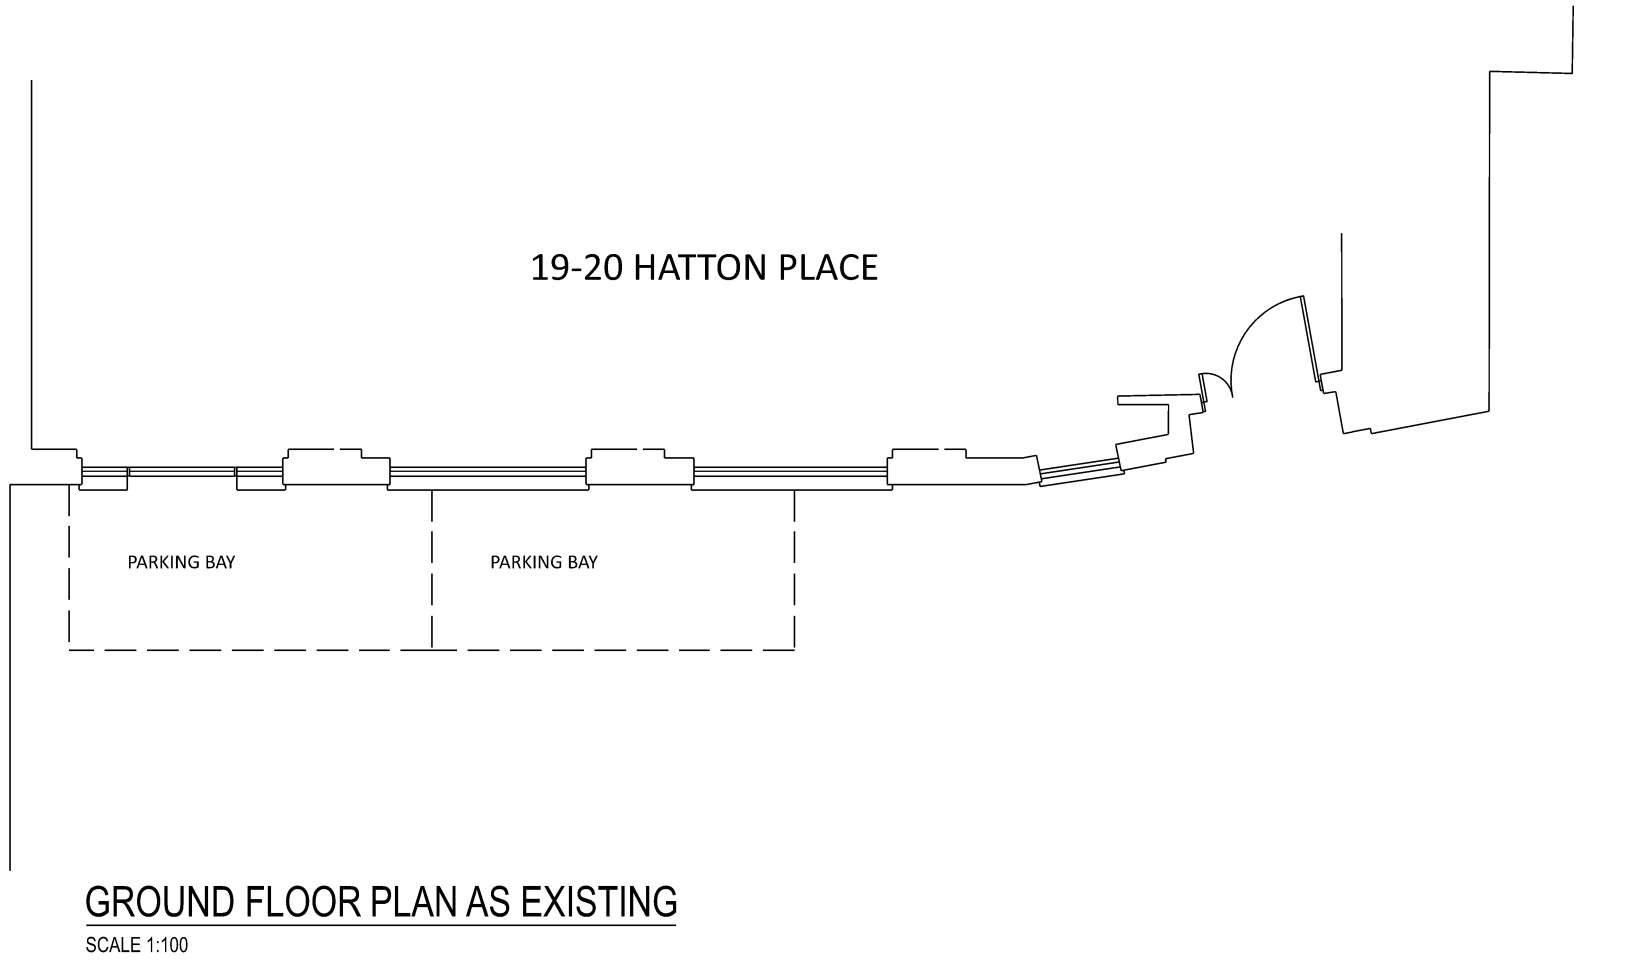 19-20 HATTON PLACE
PARKING BAY
PARKING BAY
GROUND FLOOR PLAN AS EXISTING
SCALE 1:100